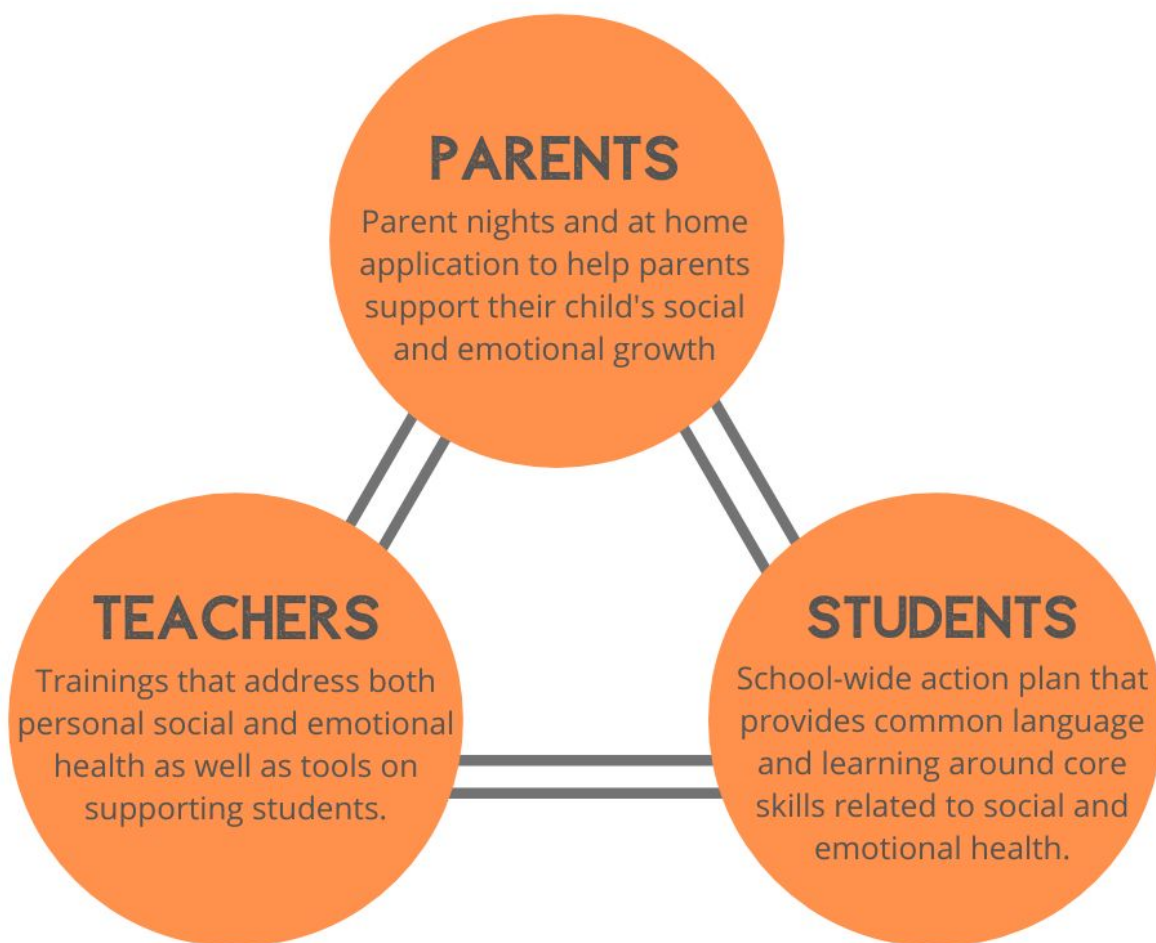 PARENTS
Parent nights and at home
application to help parents
support their child's social
and emotional growth
TEACHERS
Trainings that address both
personal social and emotional
health as well as tools on
supporting students.
STUDENTS
School-wide action plan that
provides common language
and learning around core
skills related to social and
emotional health.